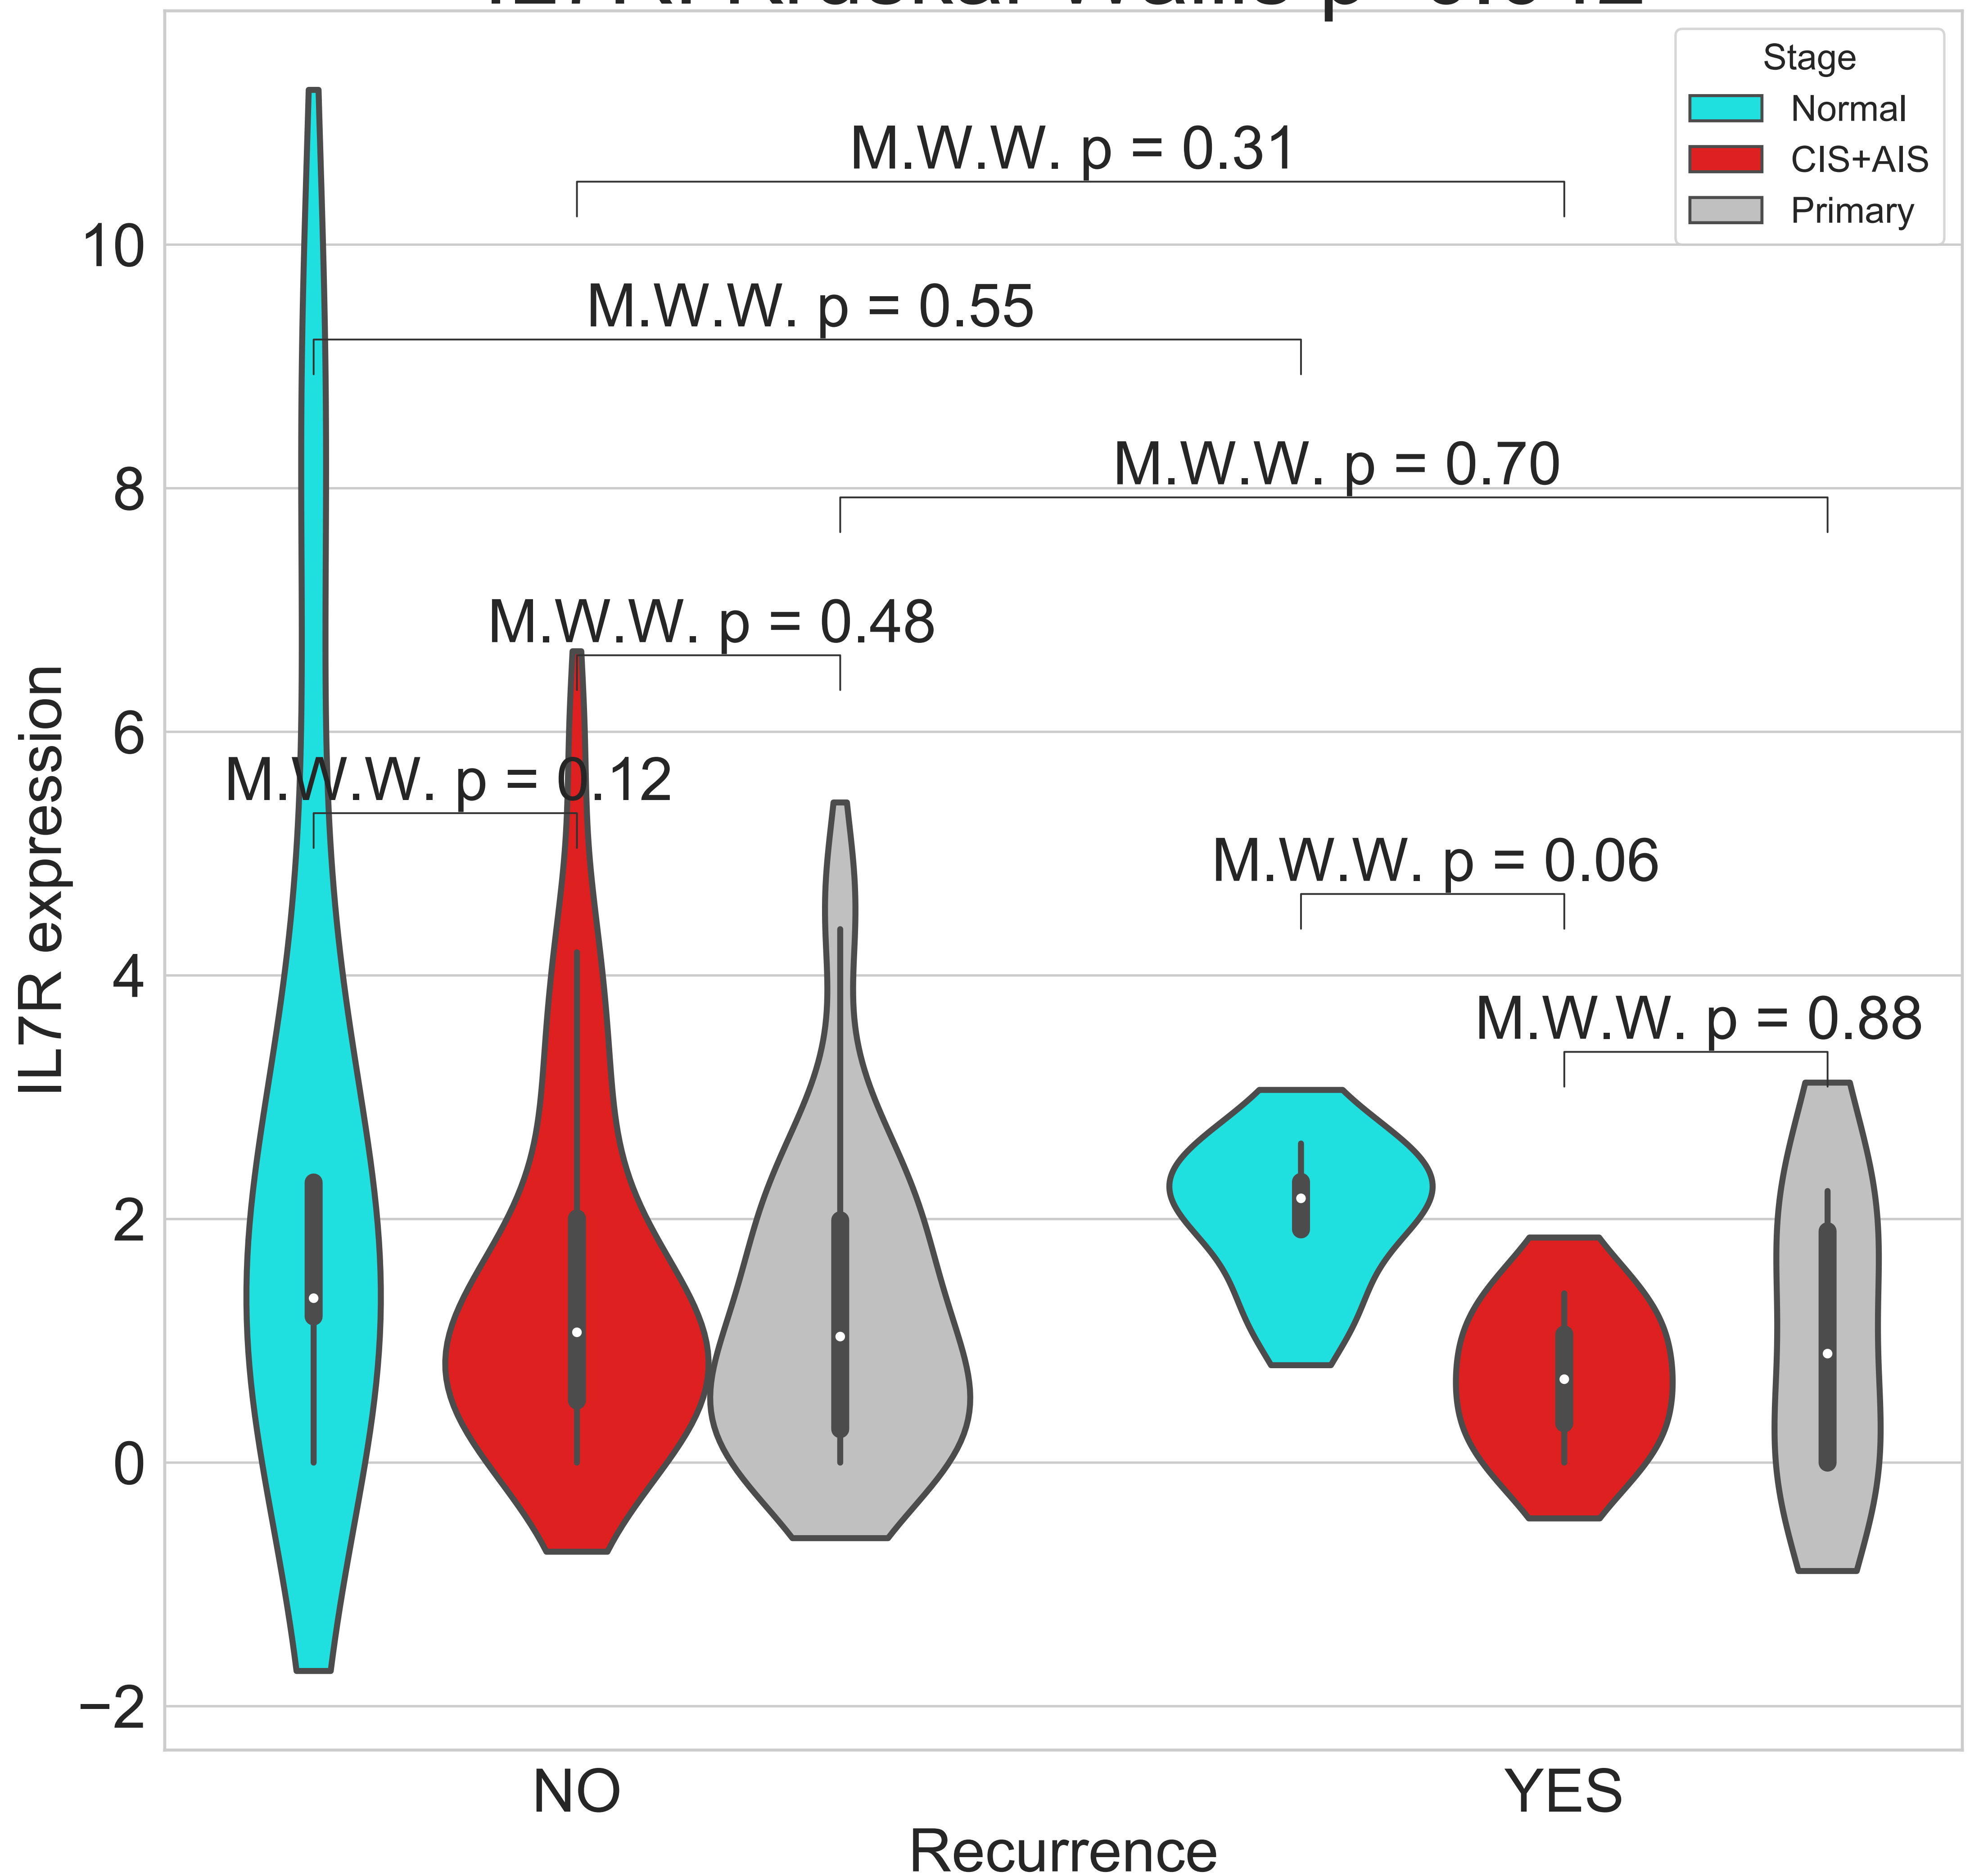 Stage
Normal
CIS+AIS
Primary
M.W.W. p = 0.31
M.W.W. p = 0.55
M.W.W. p = 0.70
M.W.W. p = 0.48
M.W.W. p = 0.12
M.W.W. p = 0.06
M.W.W. p = 0.88
10
8
6
4
2
0
−2
IL7R expression
NO
YES
Recurrence